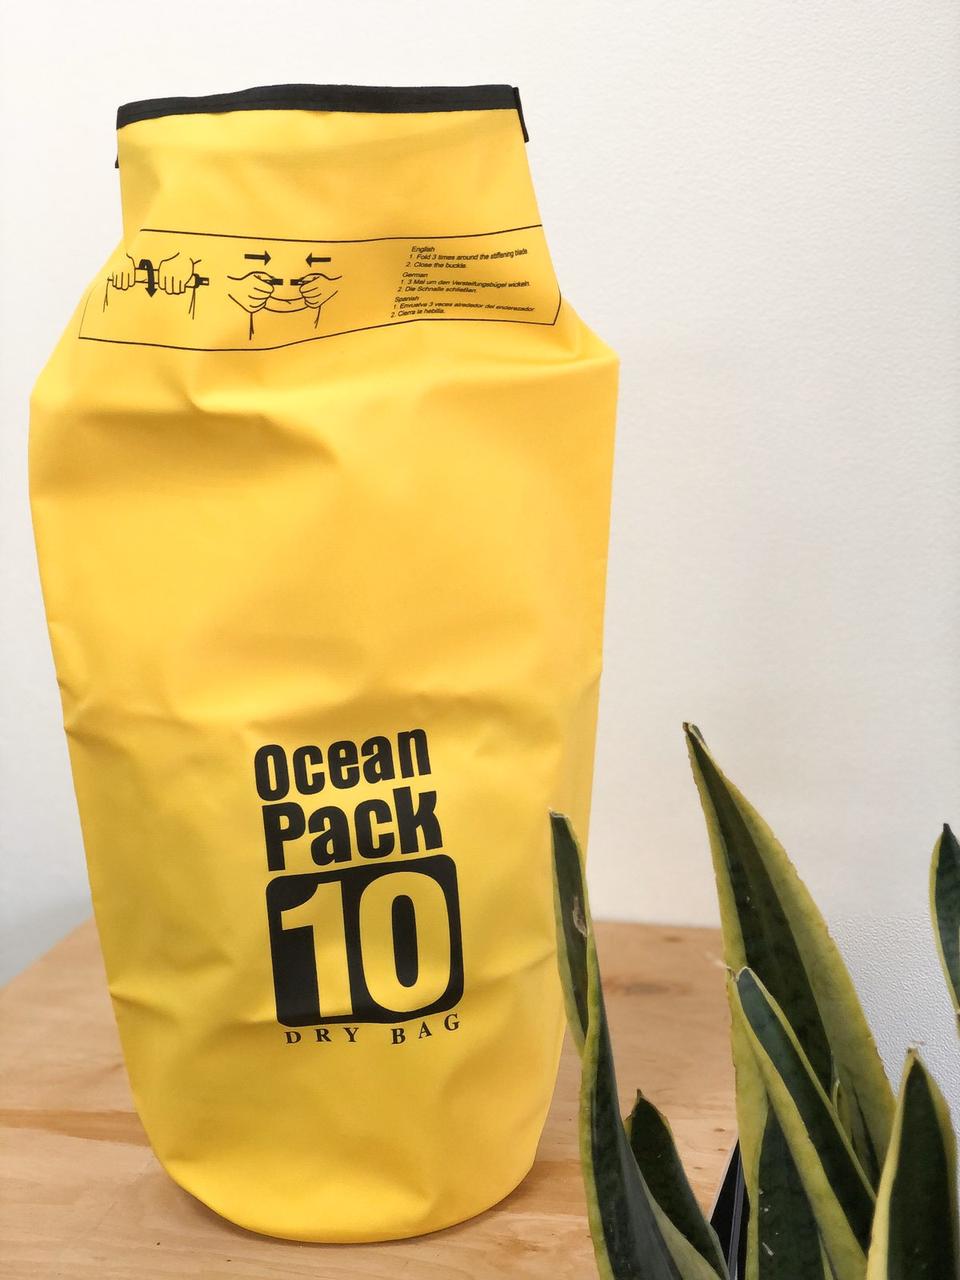 English
1. Fold 3 times around the stiffening blade
2. Close the buckle.
German
1. 3 Mal um den Versteifungsbügel wickeln.
2. Die Schnalle schließen.
Spanish
1. Envuelva 3 veces alrededor del enderezador
2. Cierra la hebilla.
Ocean
Pack
10
DRY BAG